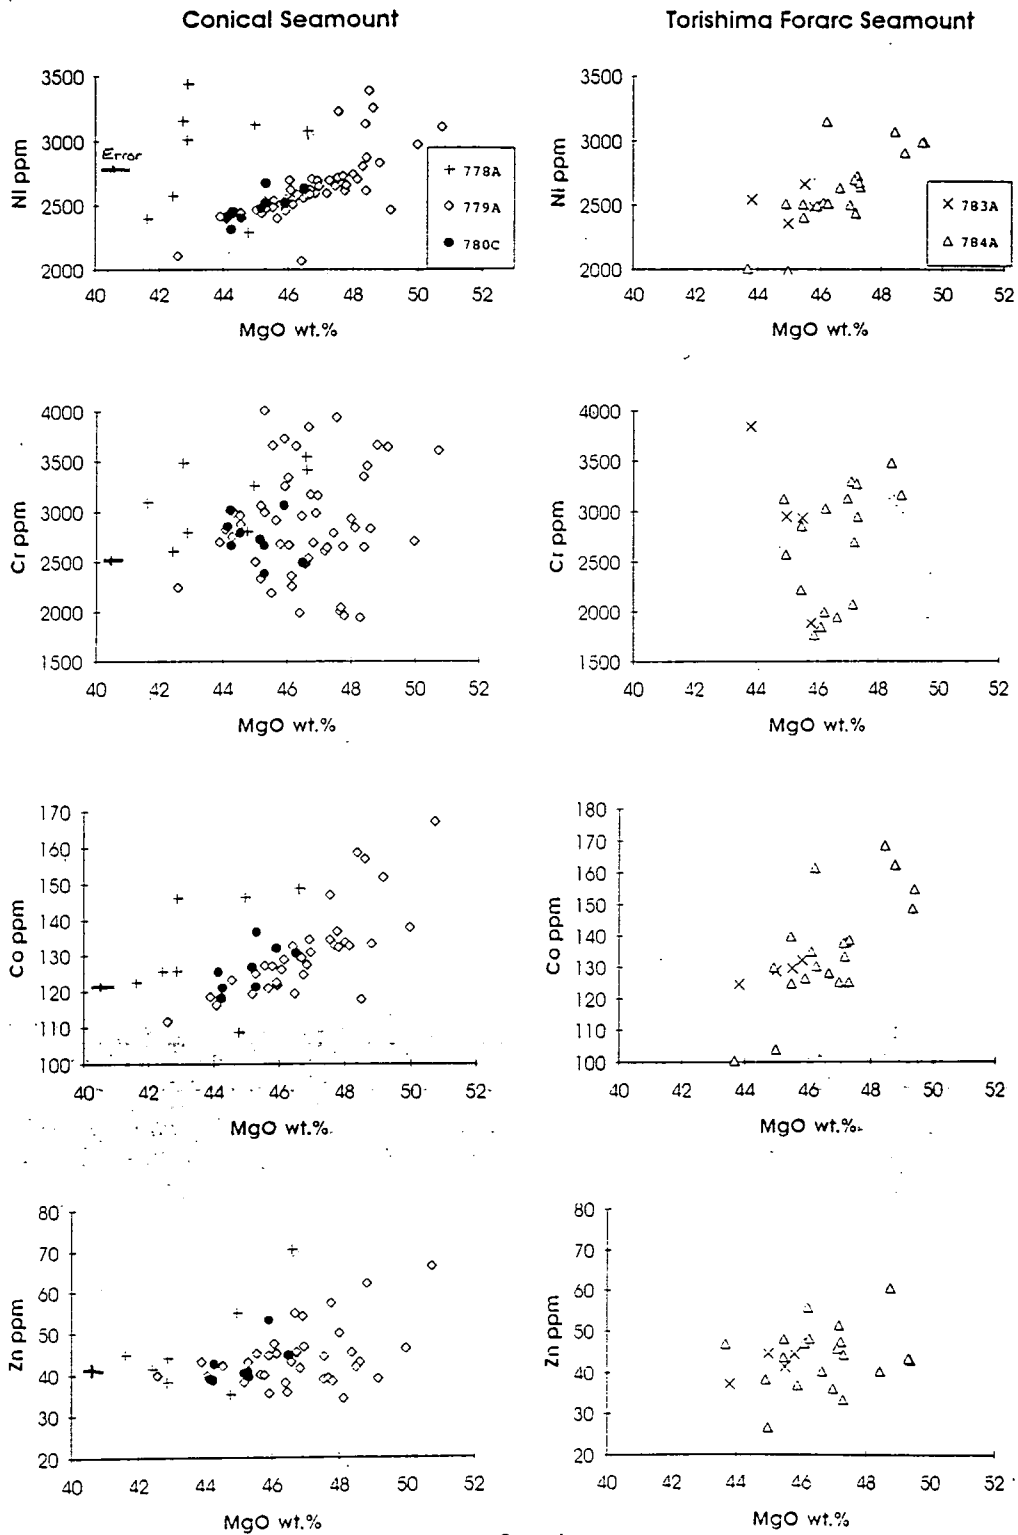 Conical Seamount
Torishima Forarc Seamount
3500
3000
2500
2000
Ni ppm
Error
40 42 44 46 48 50 52
MgO wt.%
+ 778A
◇ 779A
● 780C
3500
3000
2500
2000
Ni ppm
40 44 46 48 50 52
MgO wt.%
× 783A
△ 784A
4000
3500
3000
2500
2000
1500
Cr ppm
40 42 44 46 48 50 52
MgO wt.%
4000
3500
3000
2500
2000
1500
Cr ppm
40 42 44 46 48 50 52
MgO wt.%
170
160
150
140
130
120
110
100
Co ppm
40 42 44 46 48 50 52
MgO wt.%
180
170
160
150
140
130
120
110
100
Co ppm
40 42 44 46 48 50 52
MgO wt.%
80
70
60
50
40
30
20
Zn ppm
40 42 44 46 48 50 52
MgO wt.%
80
70
60
50
40
30
20
Zn ppm
40 42 44 46 48 50 52
MgO wt.%